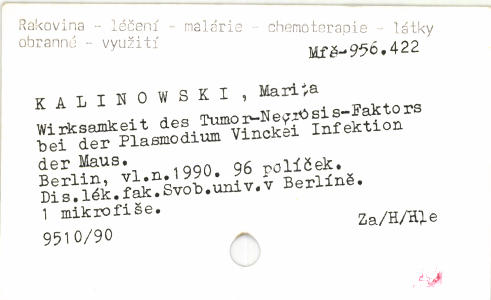 Rakovina - léčení - malárie - chemoterapie - látky
obranné - využití
Mfš-956.422
K A L I N O W S K I , Marita
Wirksamkeit des Tumor-Necrosis-Faktors
bei der Plasmodium Vinckei Infektion
der Maus.
Berlin, vl.n.1990. 96 políček.
Dis.lék.fak.Svob.univ.v Berlíně.
1 mikrofiše.
Za/H/Hle
9510/90